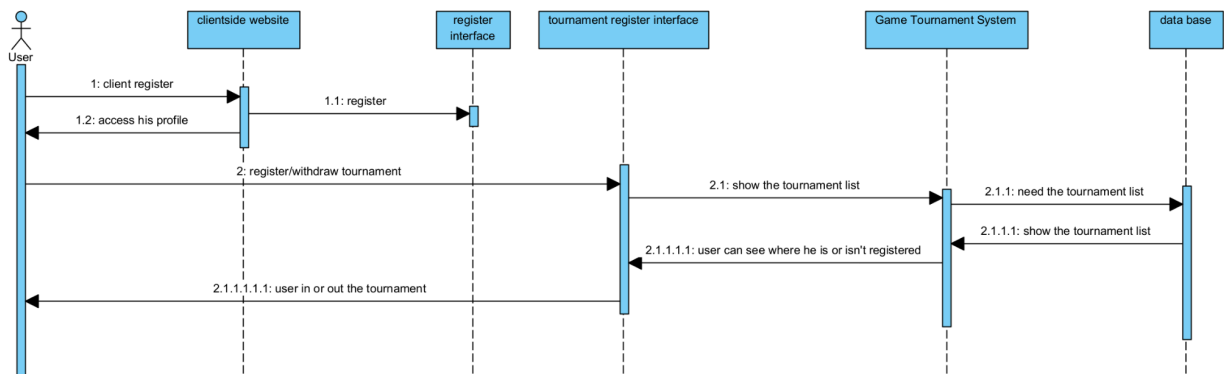 clientside website
register
interface
tournament register interface
Game Tournament System
data base
User
1: client register
1.1: register
1.2: access his profile
2: register/withdraw tournament
2.1: show the tournament list
2.1.1: need the tournament list
2.1.1.1: show the tournament list
2.1.1.1.1: user can see where he is or isn't registered
2.1.1.1.1.1: user in or out the tournament